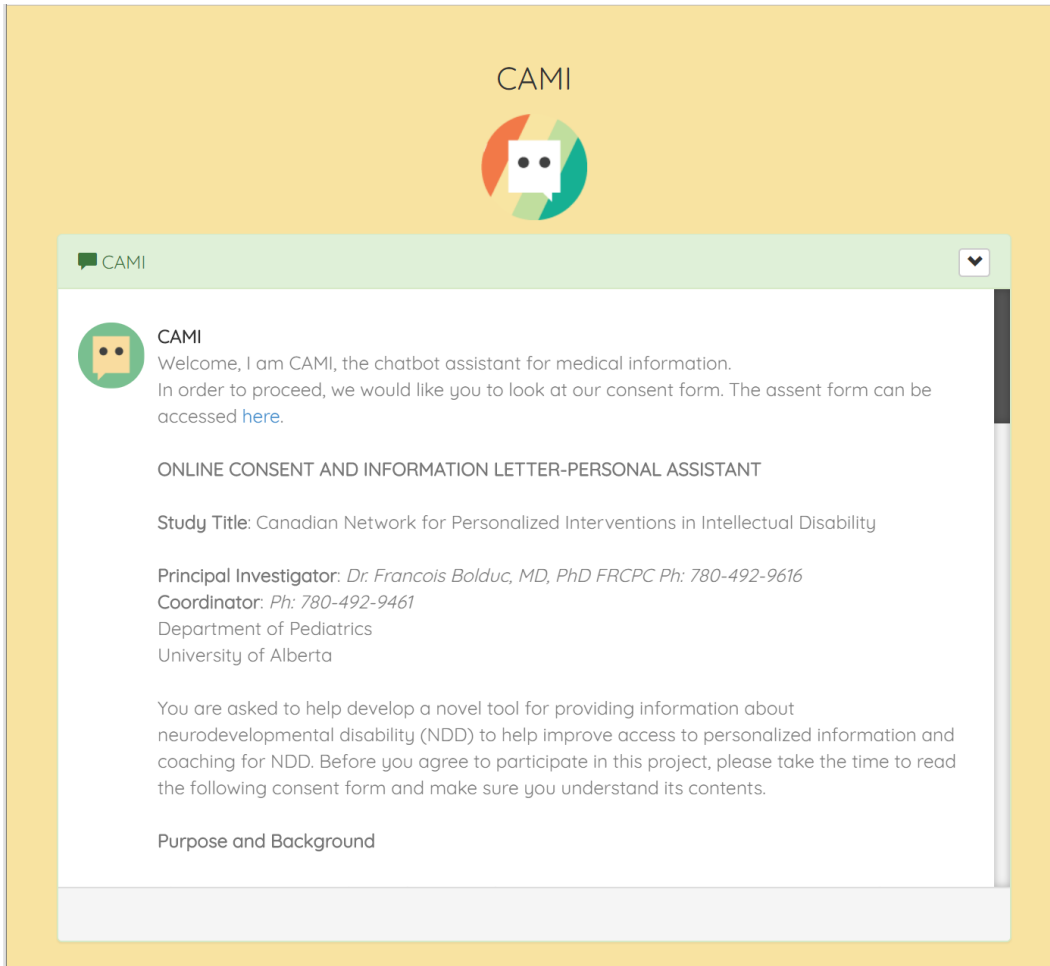 CAMI
CAMI
CAMI
Welcome, I am CAMI, the chatbot assistant for medical information.
In order to proceed, we would like you to look at our consent form. The assent form can be
accessed here.
ONLINE CONSENT AND INFORMATION LETTER-PERSONAL ASSISTANT
Study Title: Canadian Network for Personalized Interventions in Intellectual Disability
Principal Investigator: Dr. Francois Bolduc, MD, PhD FRCPC Ph: 780-492-9616
Coordinator: Ph: 780-492-9461
Department of Pediatrics
University of Alberta
You are asked to help develop a novel tool for providing information about
neurodevelopmental disability (NDD) to help improve access to personalized information and
coaching for NDD. Before you agree to participate in this project, please take the time to read
the following consent form and make sure you understand its contents.
Purpose and Background